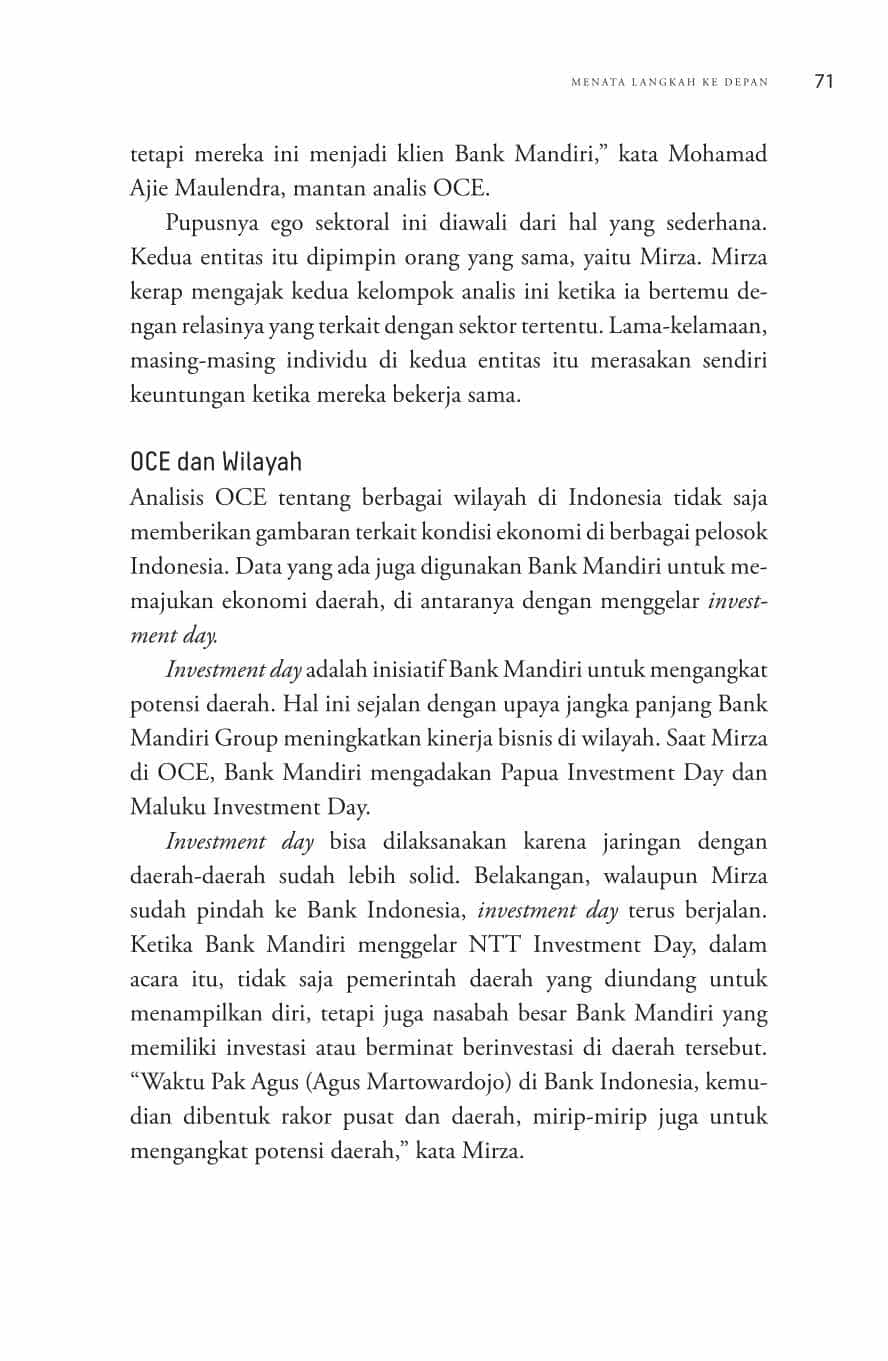 MENATA LANGKAH KE DEPAN 71
tetapi mereka ini menjadi klien Bank Mandiri,” kata Mohamad
Ajie Maulendra, mantan analis OCE.
Pupusnya ego sektoral ini diawali dari hal yang sederhana.
Kedua entitas itu dipimpin orang yang sama, yaitu Mirza. Mirza
kerap mengajak kedua kelompok analis ini ketika ia bertemu de-
ngan relasinya yang terkait dengan sektor tertentu. Lama-kelamaan,
masing-masing individu di kedua entitas itu merasakan sendiri
keuntungan ketika mereka bekerja sama.
OCE dan Wilayah
Analisis OCE tentang berbagai wilayah di Indonesia tidak saja
memberikan gambaran terkait kondisi ekonomi di berbagai pelosok
Indonesia. Data yang ada juga digunakan Bank Mandiri untuk me-
majukan ekonomi daerah, di antaranya dengan menggelar invest-
ment day.
Investment day adalah inisiatif Bank Mandiri untuk mengangkat
potensi daerah. Hal ini sejalan dengan upaya jangka panjang Bank
Mandiri Group meningkatkan kinerja bisnis di wilayah. Saat Mirza
di OCE, Bank Mandiri mengadakan Papua Investment Day dan
Maluku Investment Day.
Investment day bisa dilaksanakan karena jaringan dengan
daerah-daerah sudah lebih solid. Belakangan, walaupun Mirza
sudah pindah ke Bank Indonesia, investment day terus berjalan.
Ketika Bank Mandiri menggelar NTT Investment Day, dalam
acara itu, tidak saja pemerintah daerah yang diundang untuk
menampilkan diri, tetapi juga nasabah besar Bank Mandiri yang
memiliki investasi atau berminat berinvestasi di daerah tersebut.
“Waktu Pak Agus (Agus Martowardojo) di Bank Indonesia, kemu-
dian dibentuk rakor pusat dan daerah, mirip-mirip juga untuk
mengangkat potensi daerah,” kata Mirza.